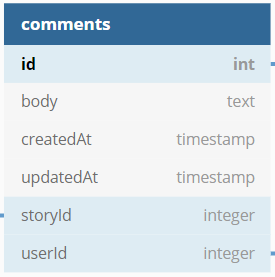 comments
id int
body text
createdAt timestamp
updatedAt timestamp
storyId integer
userId integer